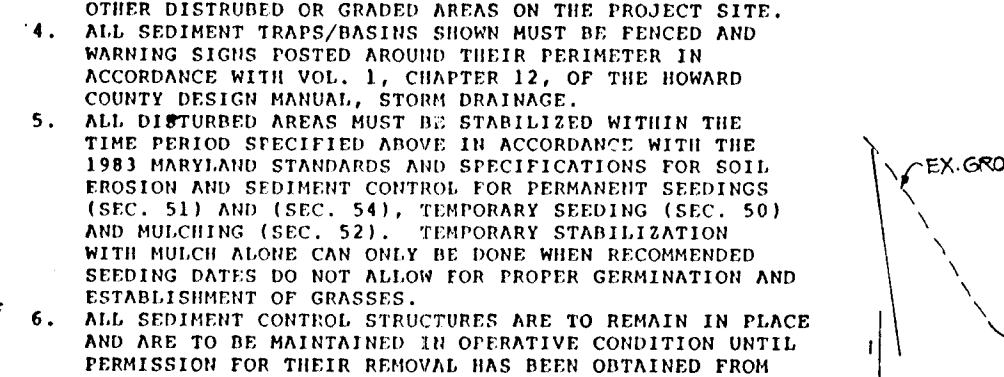 OTHER DISTRUBED OR GRADED AREAS ON THE PROJECT SITE.
4. ALL SEDIMENT TRAPS/BASINS SHOWN MUST BE FENCED AND
WARNING SIGNS POSTED AROUND THEIR PERIMETER IN
ACCORDANCE WITH VOL. 1, CHAPTER 12, OF THE HOWARD
COUNTY DESIGN MANUAL, STORM DRAINAGE.
5. ALL DISTURBED AREAS MUST BE STABILIZED WITHIN THE
TIME PERIOD SPECIFIED ABOVE IN ACCORDANCE WITH THE
1983 MARYLAND STANDARDS AND SPECIFICATIONS FOR SOIL
EROSION AND SEDIMENT CONTROL FOR PERMANENT SEEDINGS
(SEC. 51) AND (SEC. 54), TEMPORARY SEEDING (SEC. 50)
AND MULCHING (SEC. 52). TEMPORARY STABILIZATION
WITH MULCH ALONE CAN ONLY BE DONE WHEN RECOMMENDED
SEEDING DATES DO NOT ALLOW FOR PROPER GERMINATION AND
ESTABLISHMENT OF GRASSES.
6. ALL SEDIMENT CONTROL STRUCTURES ARE TO REMAIN IN PLACE
AND ARE TO BE MAINTAINED IN OPERATIVE CONDITION UNTIL
PERMISSION FOR THEIR REMOVAL HAS BEEN OBTAINED FROM
EX. GRO